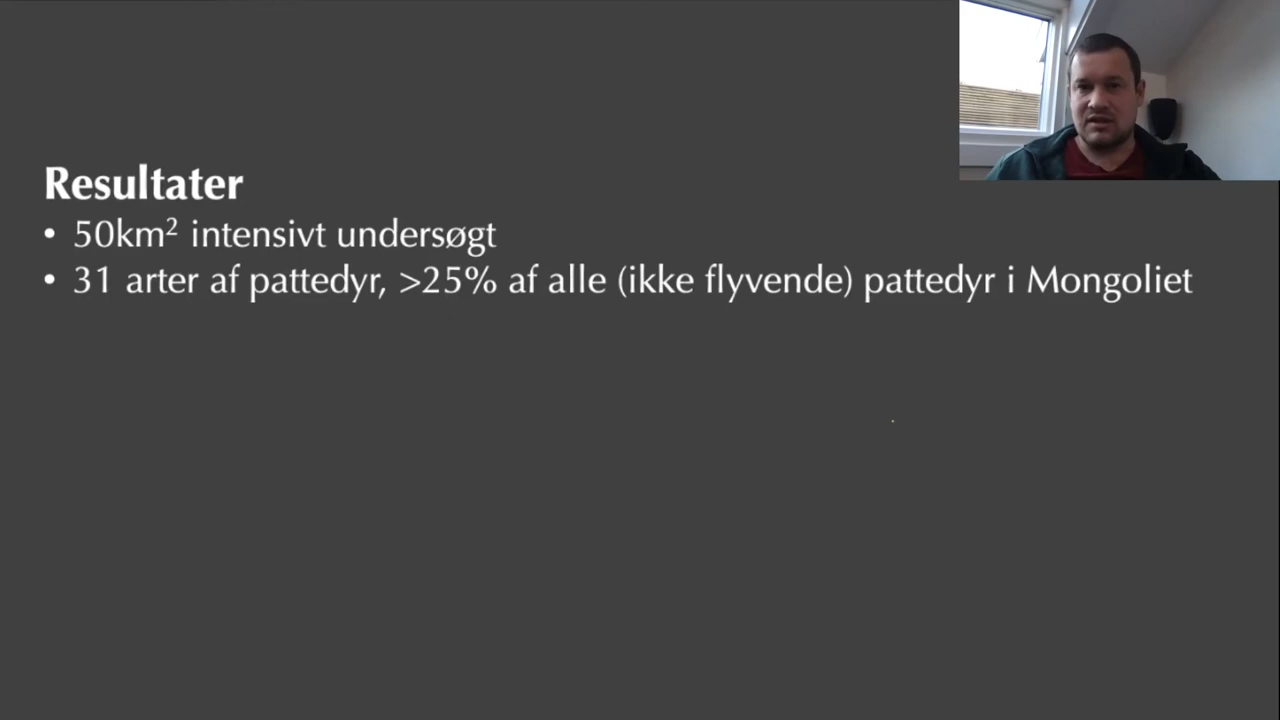 Resultater
• 50km² intensivt undersøgt
• 31 arter af pattedyr, >25% af alle (ikke flyvende) pattedyr i Mongoliet